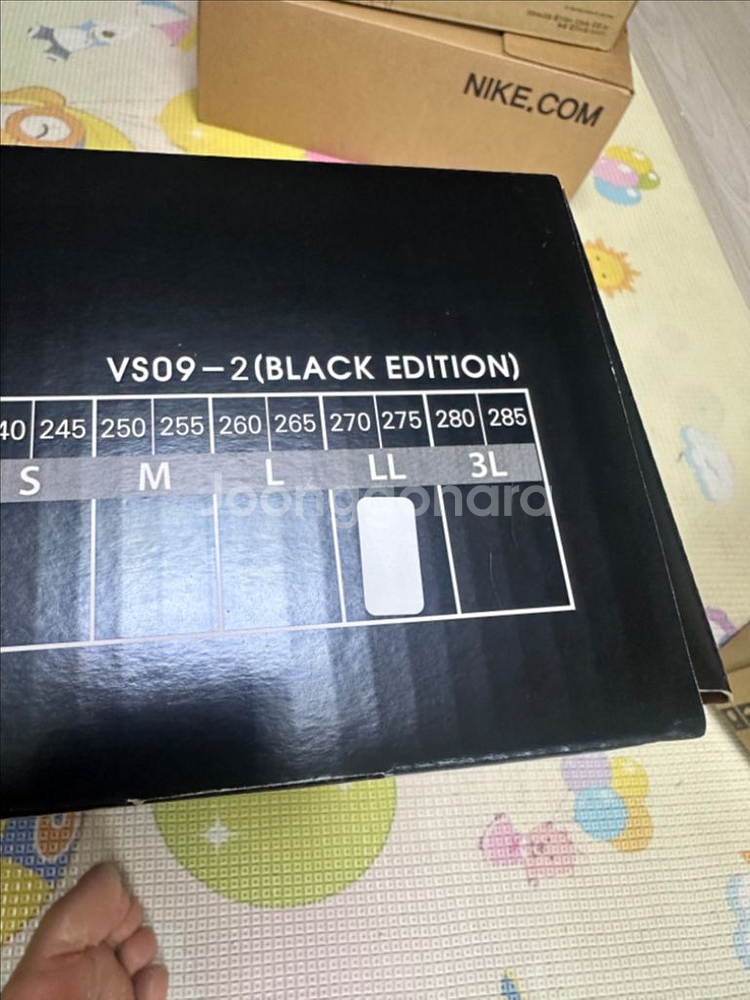 NIKE.COM
VS09-2(BLACK EDITION)
40 245 250 255 260 265 270 275 280 285
S M L LL 3L
Joonggonara